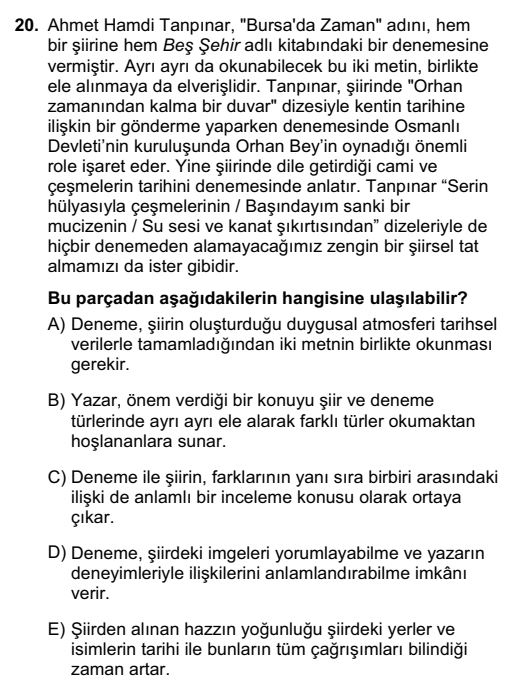 20. Ahmet Hamdi Tanpınar, "Bursa'da Zaman" adını, hem
bir şiirine hem Beş Şehir adlı kitabındaki bir denemesine
vermiştir. Ayrı ayrı da okunabilecek bu iki metin, birlikte
ele alınmaya da elverişlidir. Tanpınar, şiirinde "Orhan
zamanından kalma bir duvar" dizesiyle kentin tarihine
ilişkin bir gönderme yaparken denemesinde Osmanlı
Devleti'nin kuruluşunda Orhan Bey'in oynadığı önemli
role işaret eder. Yine şiirinde dile getirdiği cami ve
çeşmelerin tarihini denemesinde anlatır. Tanpınar “Serin
hülyasıyla çeşmelerinin / Başındayım sanki bir
mucizenin / Su sesi ve kanat şıkırtısından” dizeleriyle de
hiçbir denemeden alamayacağımız zengin bir şiirsel tat
almamızı da ister gibidir.
Bu parçadan aşağıdakilerin hangisine ulaşılabilir?
A) Deneme, şiirin oluşturduğu duygusal atmosferi tarihsel
verilerle tamamladığından iki metnin birlikte okunması
gerekir.
B) Yazar, önem verdiği bir konuyu şiir ve deneme
türlerinde ayrı ayrı ele alarak farklı türler okumaktan
hoşlananlara sunar.
C) Deneme ile şiirin, farklarının yanı sıra birbiri arasındaki
ilişki de anlamlı bir inceleme konusu olarak ortaya
çıkar.
D) Deneme, şiirdeki imgeleri yorumlayabilme ve yazarın
deneyimleriyle ilişkilerini anlamlandırabilme imkânı
verir.
E) Şiirden alınan hazzın yoğunluğu şiirdeki yerler ve
isimlerin tarihi ile bunların tüm çağrışımları bilindiği
zaman artar.